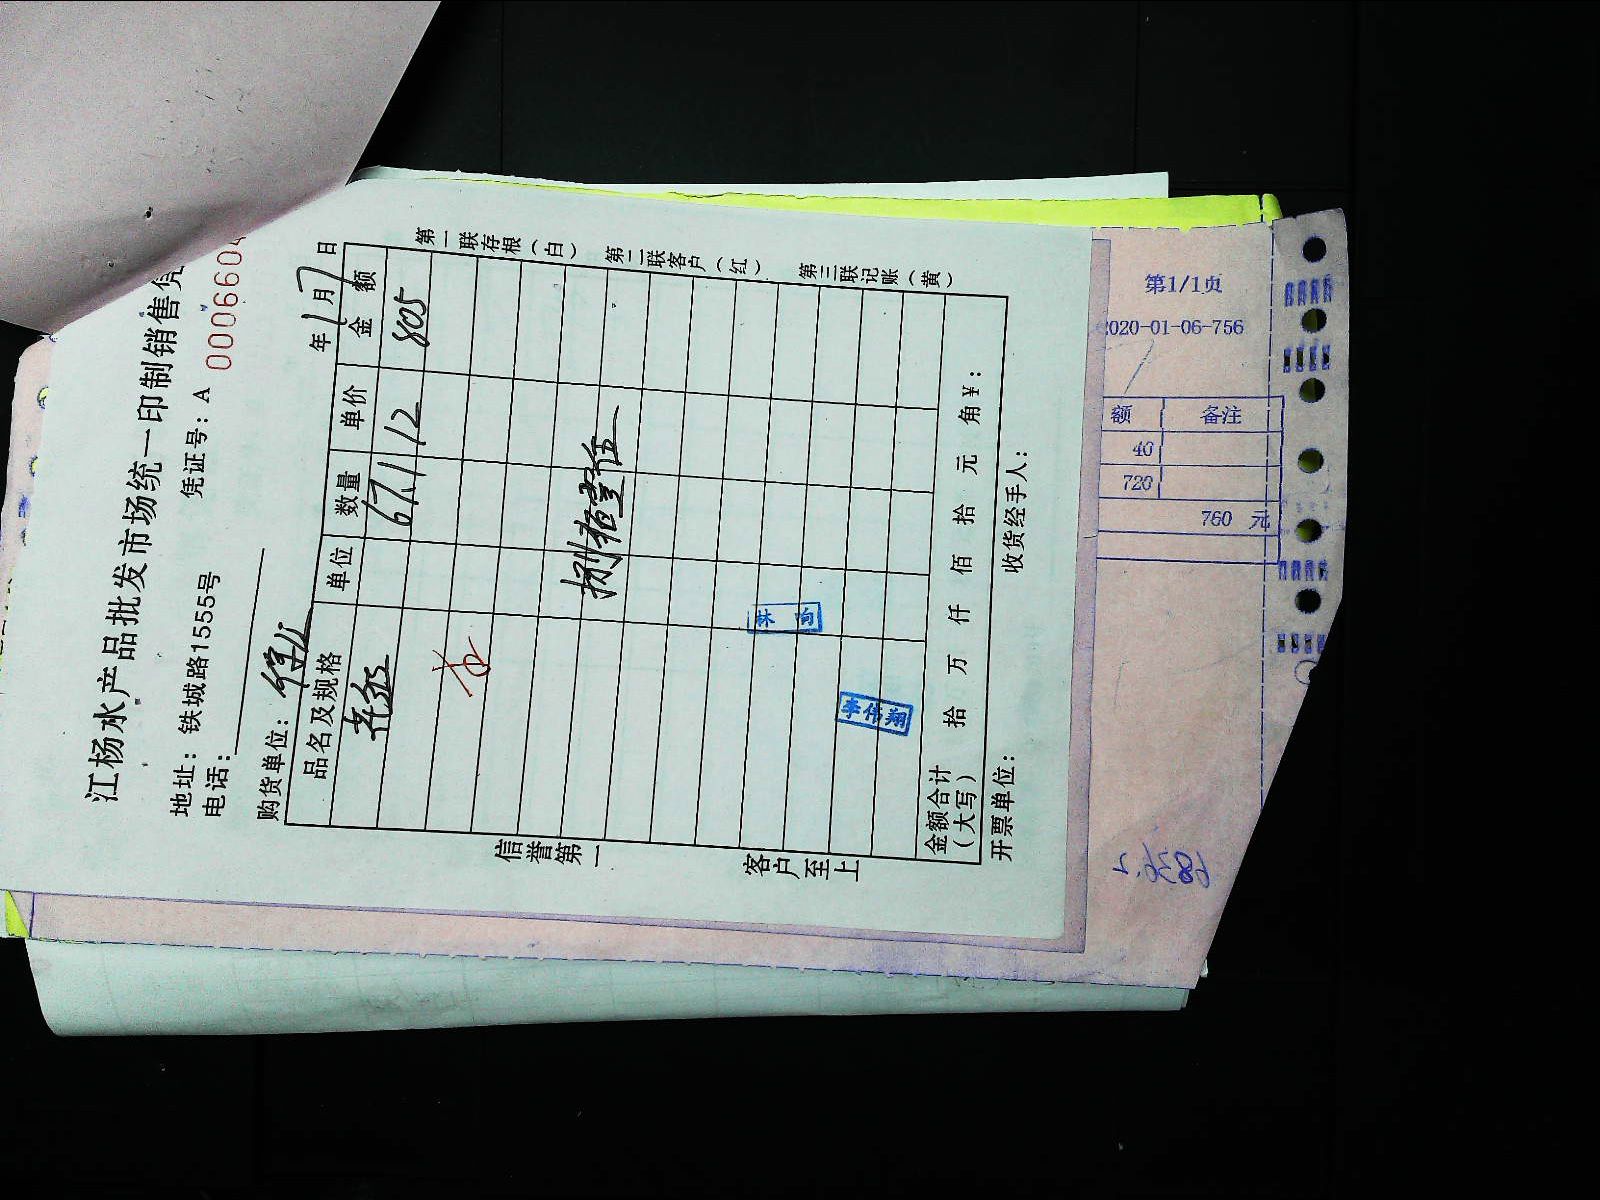 江杨水产品批发市场统一印制销售凭
地址：铁城路1555号
凭证号：A 000660
电话：
购货单位：
年1月7日
品名及规格 单位 数量 单价 金额
67.1 12 805
捌佰零伍
金额合计（大写） 拾 万 仟 佰 拾 元 角 ¥：
开票单位： 收货经手人：
信誉第一
客户至上
第一联存根（白）
第二联客户（红）
第三联记账（黄）
李伟翔
第1/1页
2020-01-06-756
额 备注
40
720
760 元